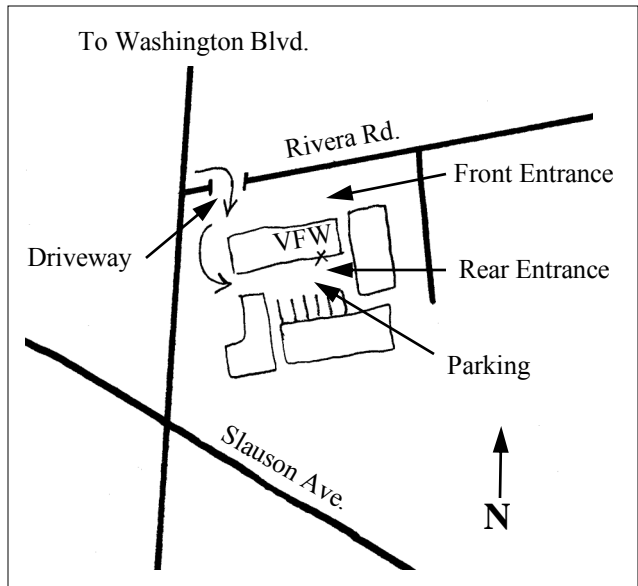 To Washington Blvd.
Rivera Rd.
Front Entrance
VFW
Driveway
Rear Entrance
Parking
Slauson Ave.
N